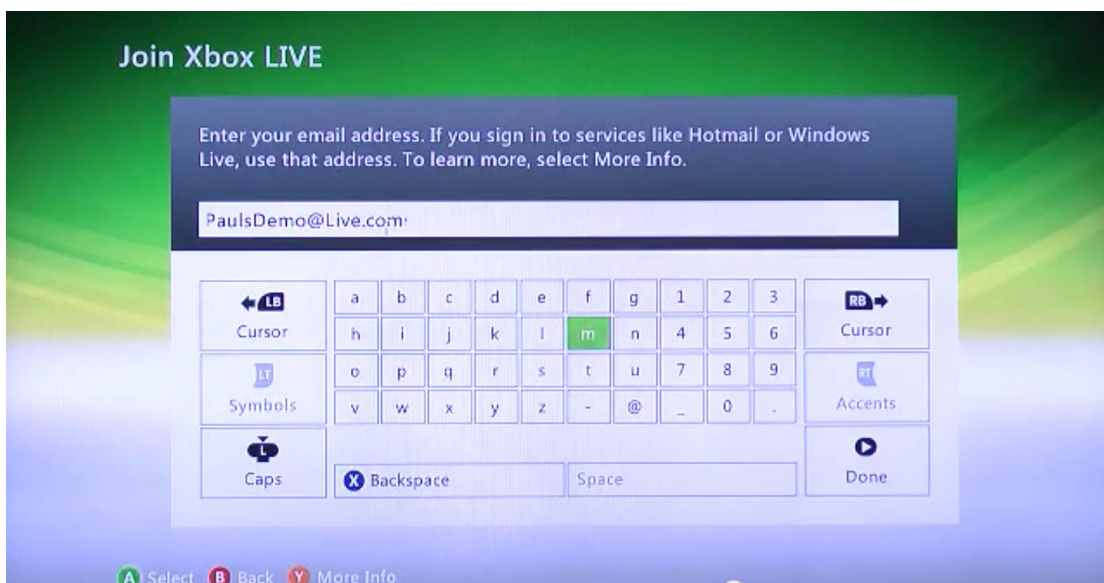 Join Xbox LIVE
Enter your email address. If you sign in to services like Hotmail or Windows
Live, use that address. To learn more, select More Info.
PaulsDemo@Live.com
LB
Cursor
a b c d e f g 1 2 3
RB
Cursor
h i j k l m n 4 5 6
LT
Symbols
o p q r s t u 7 8 9
RT
Accents
v w x y z - @ _ 0 .
L
Caps
X Backspace
Space
Done
A Select B Back Y More Info